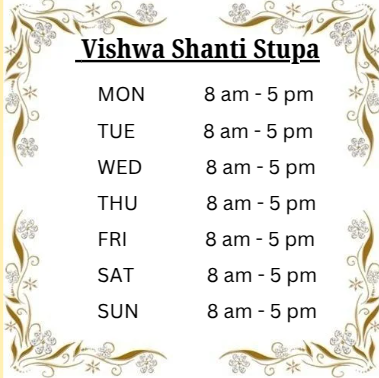 Vishwa Shanti Stupa
MON 8 am - 5 pm
TUE 8 am - 5 pm
WED 8 am - 5 pm
THU 8 am - 5 pm
FRI 8 am - 5 pm
SAT 8 am - 5 pm
SUN 8 am - 5 pm